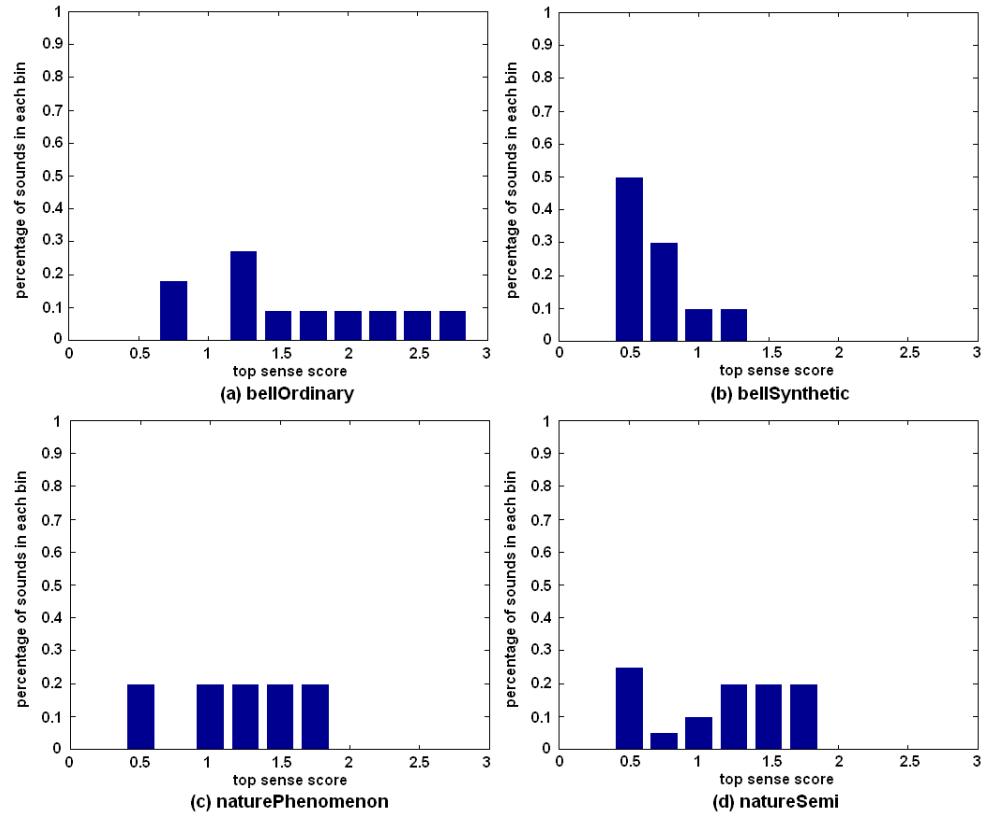 1
0.9
0.8
0.7
0.6
0.5
0.4
0.3
0.2
0.1
0
percentage of sounds in each bin
0 0.5 1 1.5 2 2.5 3
top sense score
(a) bellOrdinary
1
0.9
0.8
0.7
0.6
0.5
0.4
0.3
0.2
0.1
0
percentage of sounds in each bin
0 0.5 1 1.5 2 2.5 3
top sense score
(b) bellSynthetic
1
0.9
0.8
0.7
0.6
0.5
0.4
0.3
0.2
0.1
0
percentage of sounds in each bin
0 0.5 1 1.5 2 2.5 3
top sense score
(c) naturePhenomenon
1
0.9
0.8
0.7
0.6
0.5
0.4
0.3
0.2
0.1
0
percentage of sounds in each bin
0 0.5 1 1.5 2 2.5 3
top sense score
(d) natureSemi